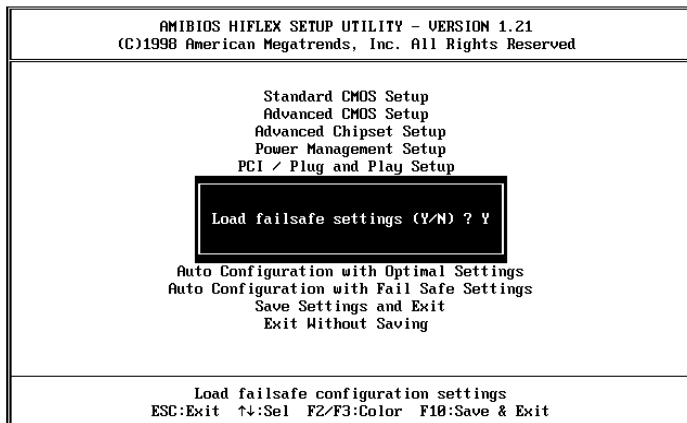 AMIBIOS HIFLEX SETUP UTILITY - VERSION 1.21
(C)1998 American Megatrends, Inc. All Rights Reserved
Standard CMOS Setup
Advanced CMOS Setup
Advanced Chipset Setup
Power Management Setup
PCI / Plug and Play Setup
Load failsafe settings (Y/N) ? Y
Auto Configuration with Optimal Settings
Auto Configuration with Fail Safe Settings
Save Settings and Exit
Exit Without Saving
Load failsafe configuration settings
ESC:Exit ↑↓:Sel F2/F3:Color F10:Save & Exit